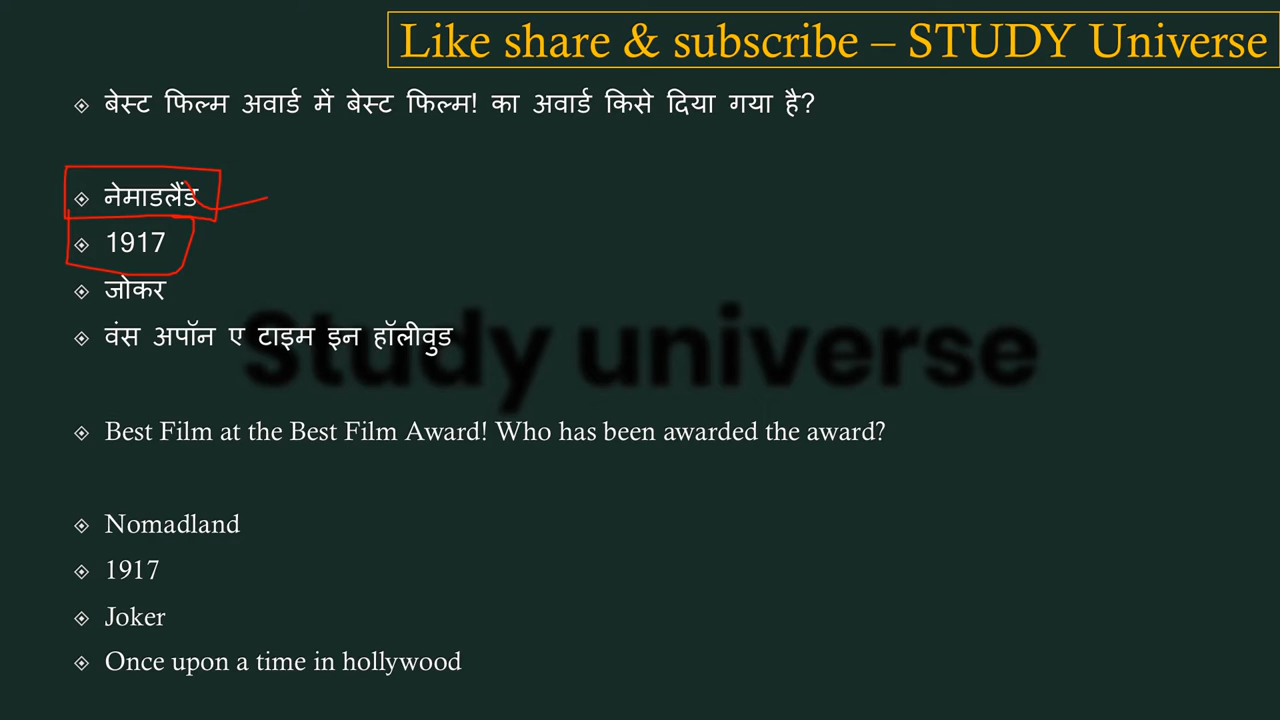 Like share & subscribe – STUDY Universe
बेस्ट फिल्म अवार्ड में बेस्ट फिल्म! का अवार्ड किसे दिया गया है?
नेमाडलैंड
1917
जोकर
वंस अपॉन ए टाइम इन हॉलीवुड
Study universe
Best Film at the Best Film Award! Who has been awarded the award?
Nomadland
1917
Joker
Once upon a time in hollywood